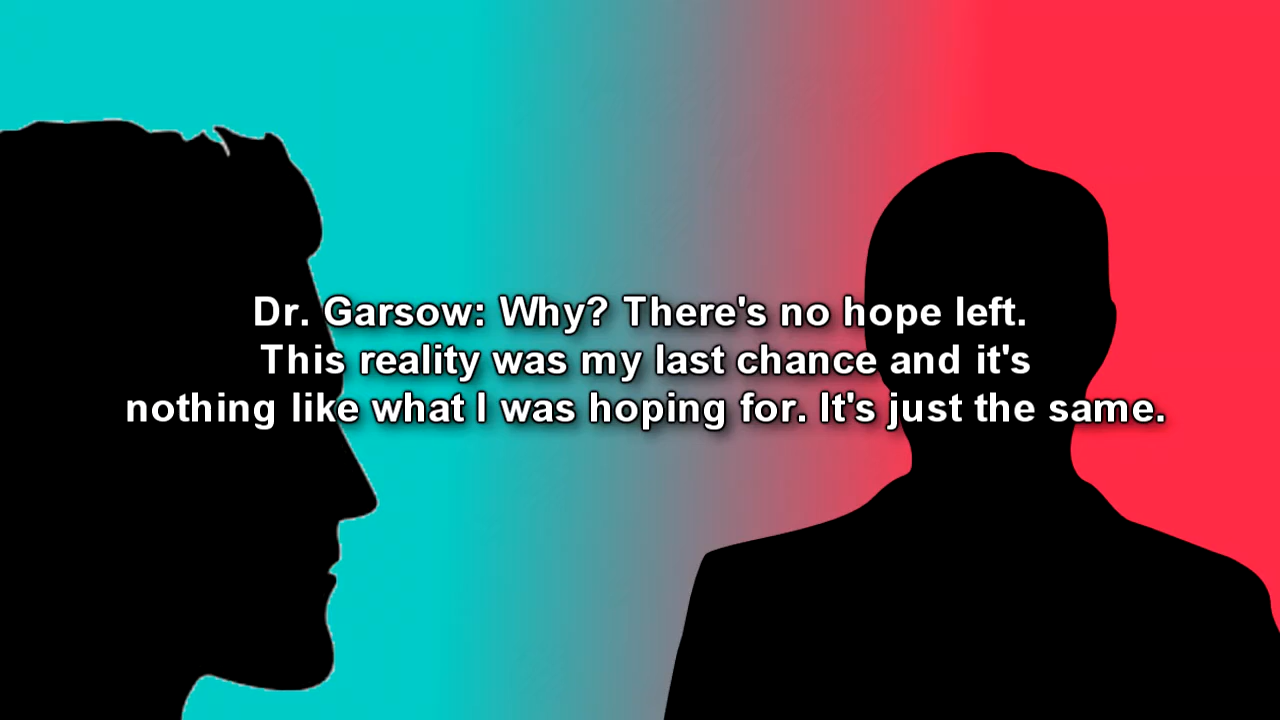 Dr. Garsow: Why? There's no hope left.
This reality was my last chance and it's
nothing like what I was hoping for. It's just the same.